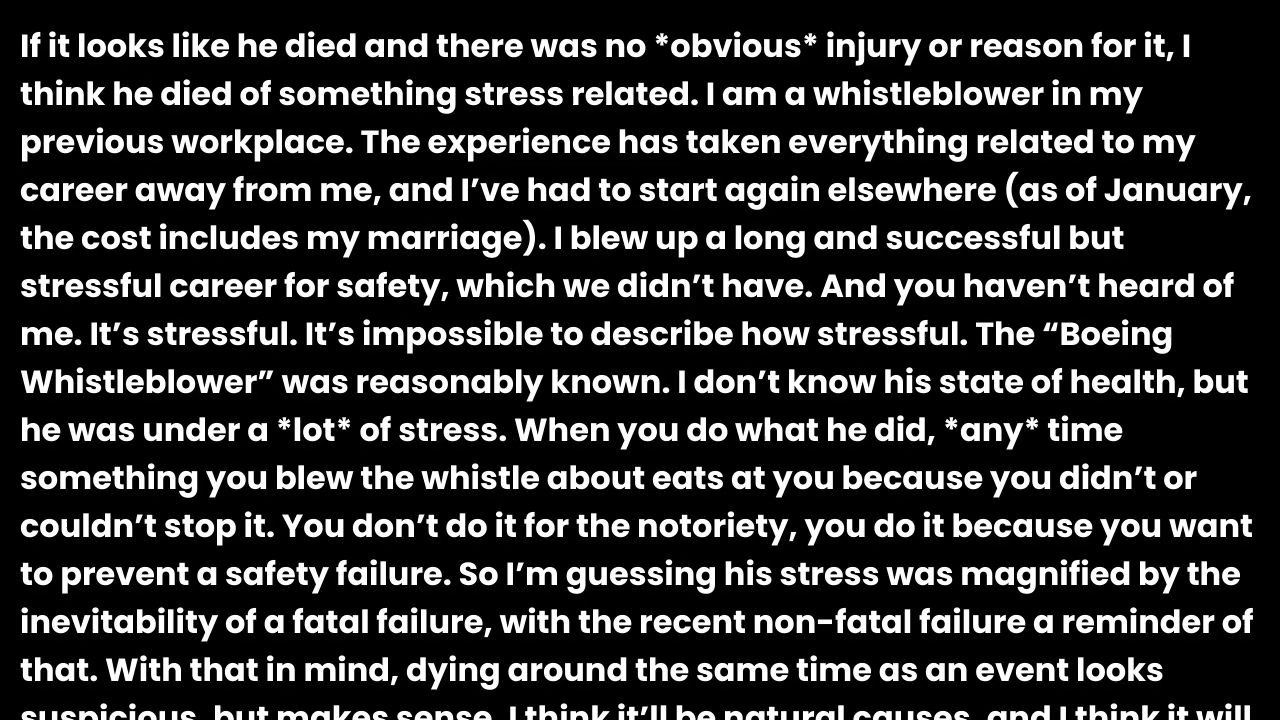 If it looks like he died and there was no *obvious* injury or reason for it, I
think he died of something stress related. I am a whistleblower in my
previous workplace. The experience has taken everything related to my
career away from me, and I’ve had to start again elsewhere (as of January,
the cost includes my marriage). I blew up a long and successful but
stressful career for safety, which we didn’t have. And you haven’t heard of
me. It’s stressful. It’s impossible to describe how stressful. The “Boeing
Whistleblower” was reasonably known. I don’t know his state of health, but
he was under a *lot* of stress. When you do what he did, *any* time
something you blew the whistle about eats at you because you didn’t or
couldn’t stop it. You don’t do it for the notoriety, you do it because you want
to prevent a safety failure. So I’m guessing his stress was magnified by the
inevitability of a fatal failure, with the recent non-fatal failure a reminder of
that. With that in mind, dying around the same time as an event looks
suspicious, but makes sense. I think it’ll be natural causes, and I think it will